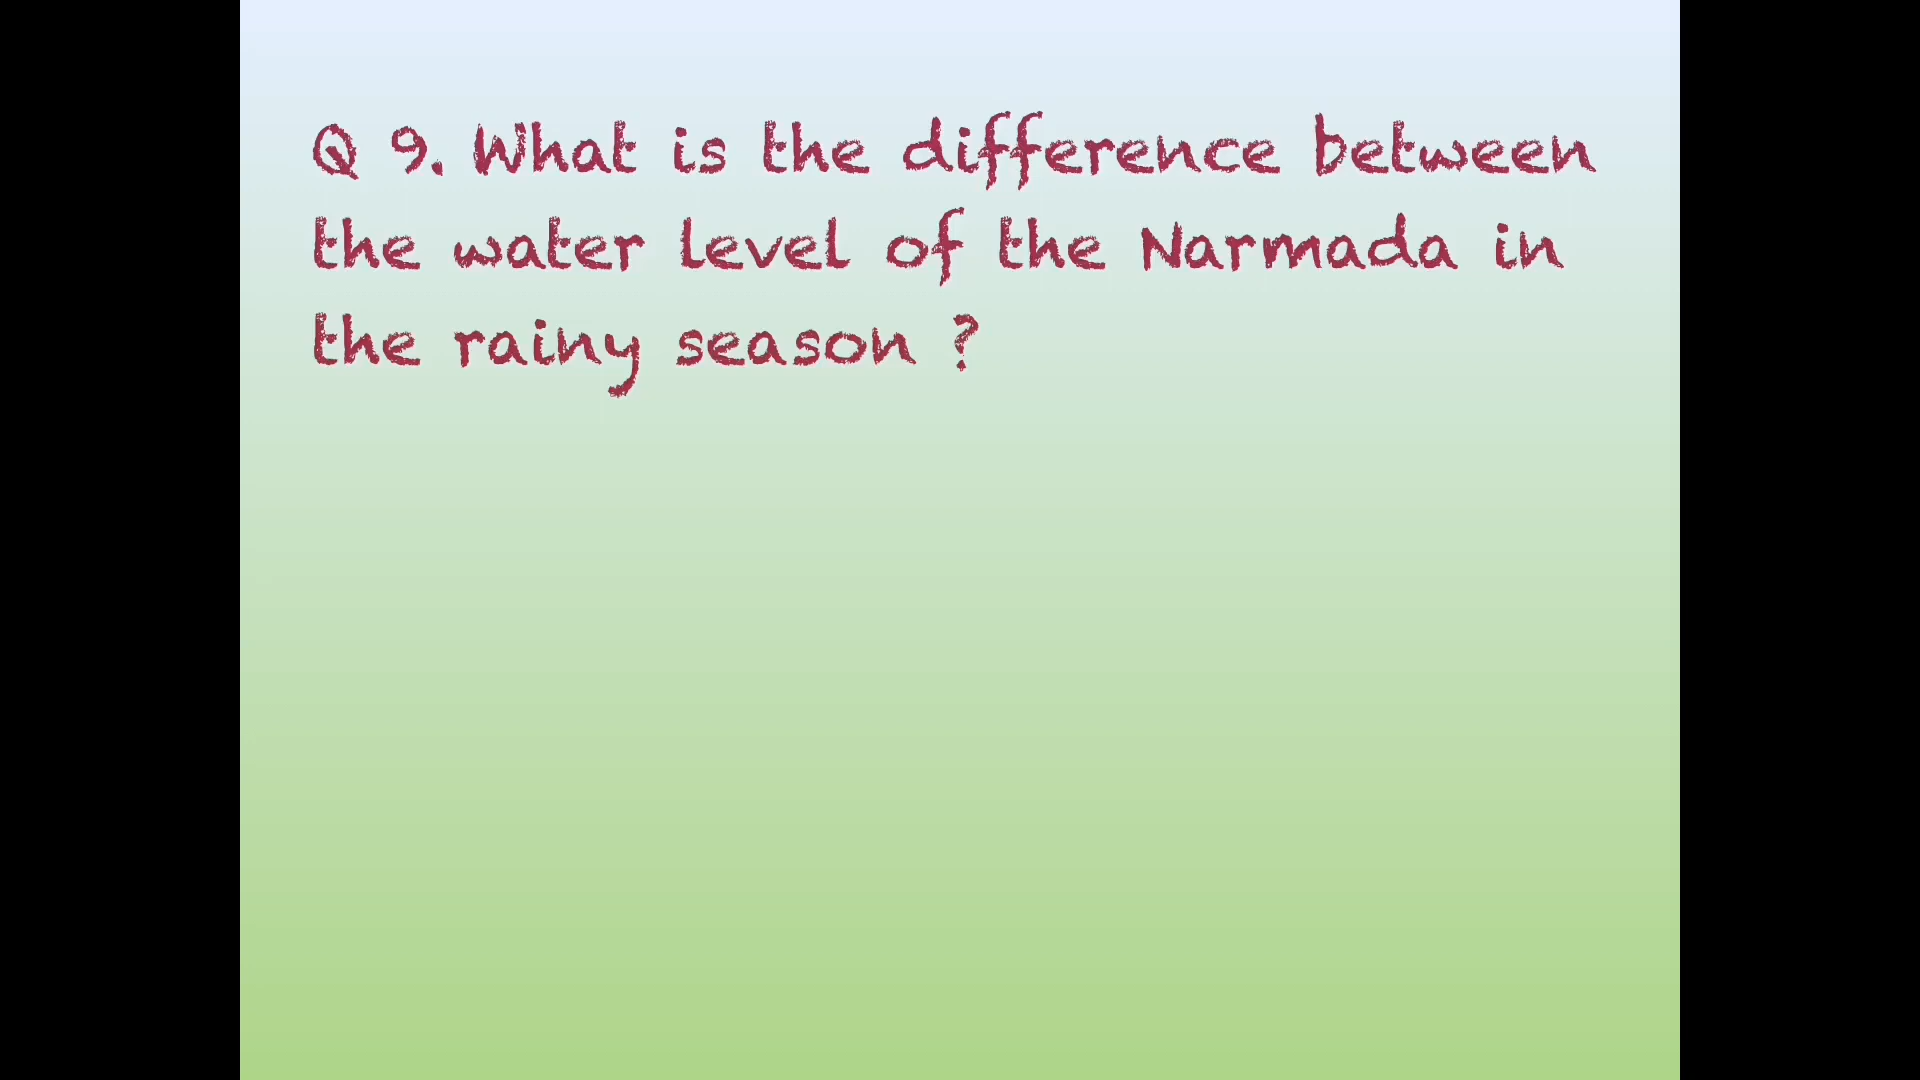 Q 9. What is the difference between
the water level of the Narmada in
the rainy season ?